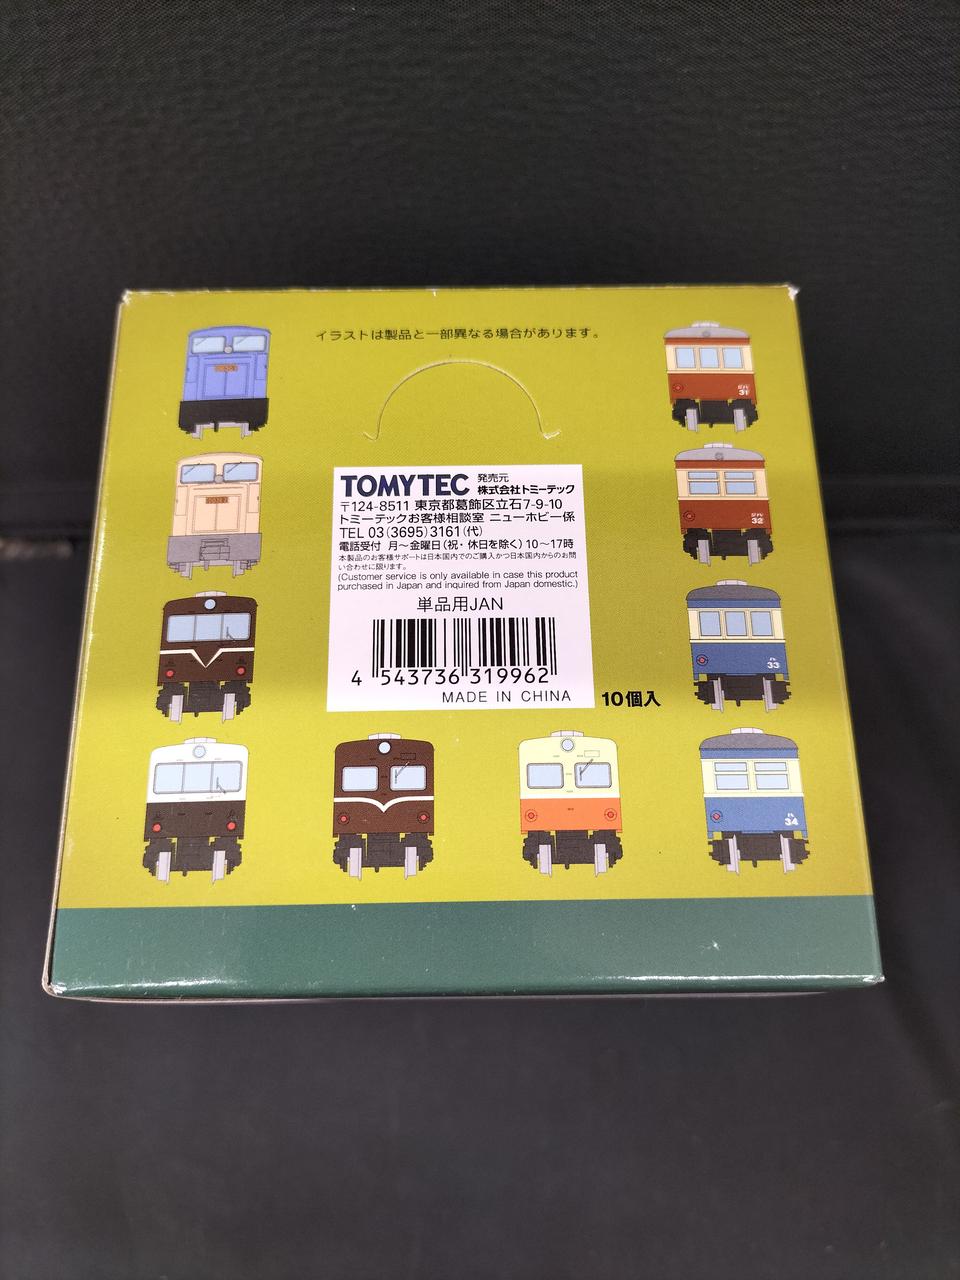 イラストは製品と一部異なる場合があります。
TOMYTEC 発売元 株式会社トミーテック
〒124-8511 東京都葛飾区立石7-9-10
トミーテックお客様相談室 ニューホビー係
TEL 03(3695)3161(代)
電話受付 月～金曜日(祝・休日を除く)10～17時
本製品のお客様サポートは日本国内でのご購入かつ日本国内からのお問
い合わせに限ります。
(Customer service is only available in case this product
purchased in Japan and inquired from Japan domestic.)
単品用JAN
4 543736 319962
MADE IN CHINA
10個入
31
32
ハ
33
ハ
34